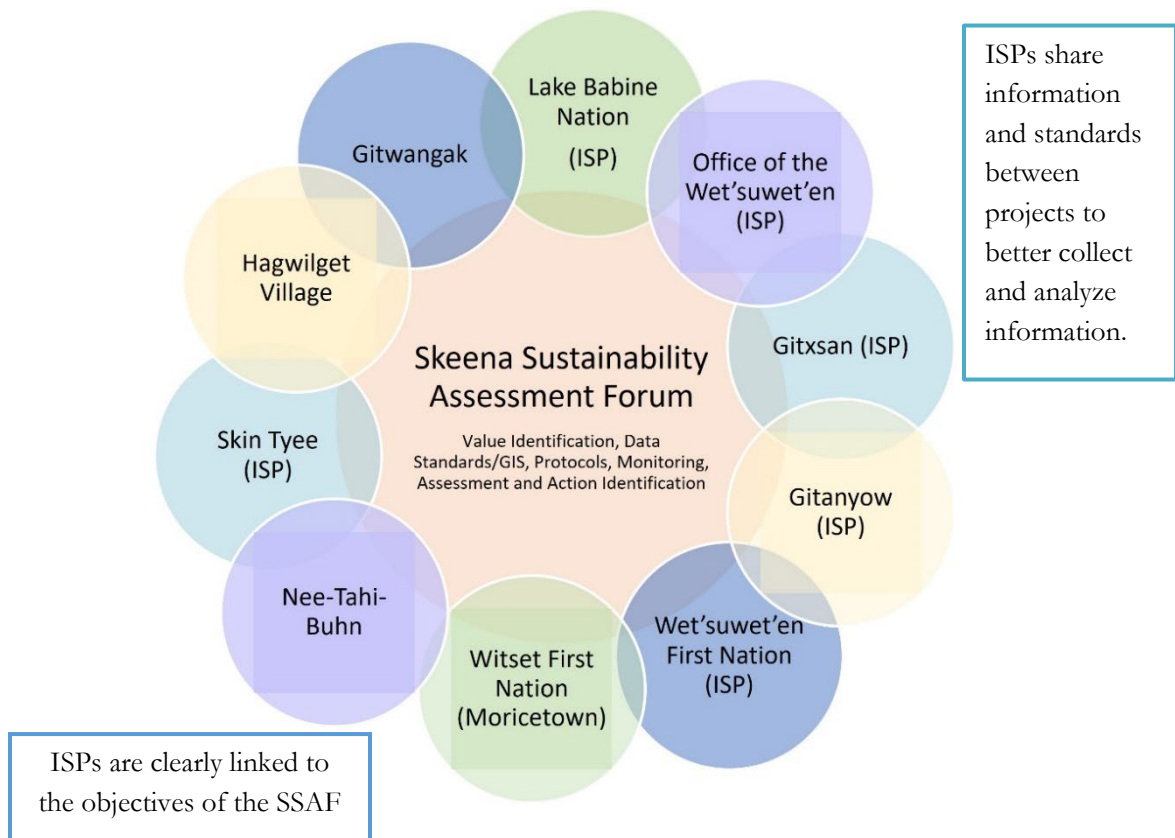 Lake Babine
Nation
(ISP)
Office of the
Wet’suwet’en
(ISP)
Gitxsan (ISP)
Gitanyow
(ISP)
Wet’suwet’en
First Nation
(ISP)
Witset First
Nation
(Moricetown)
Nee-Tahi-
Buhn
Skin Tyee
(ISP)
Hagwilget
Village
Gitwangak
Skeena Sustainability
Assessment Forum
Value Identification, Data
Standards/GIS, Protocols, Monitoring,
Assessment and Action Identification
ISPs share
information
and standards
between
projects to
better collect
and analyze
information.
ISPs are clearly linked to
the objectives of the SSAF